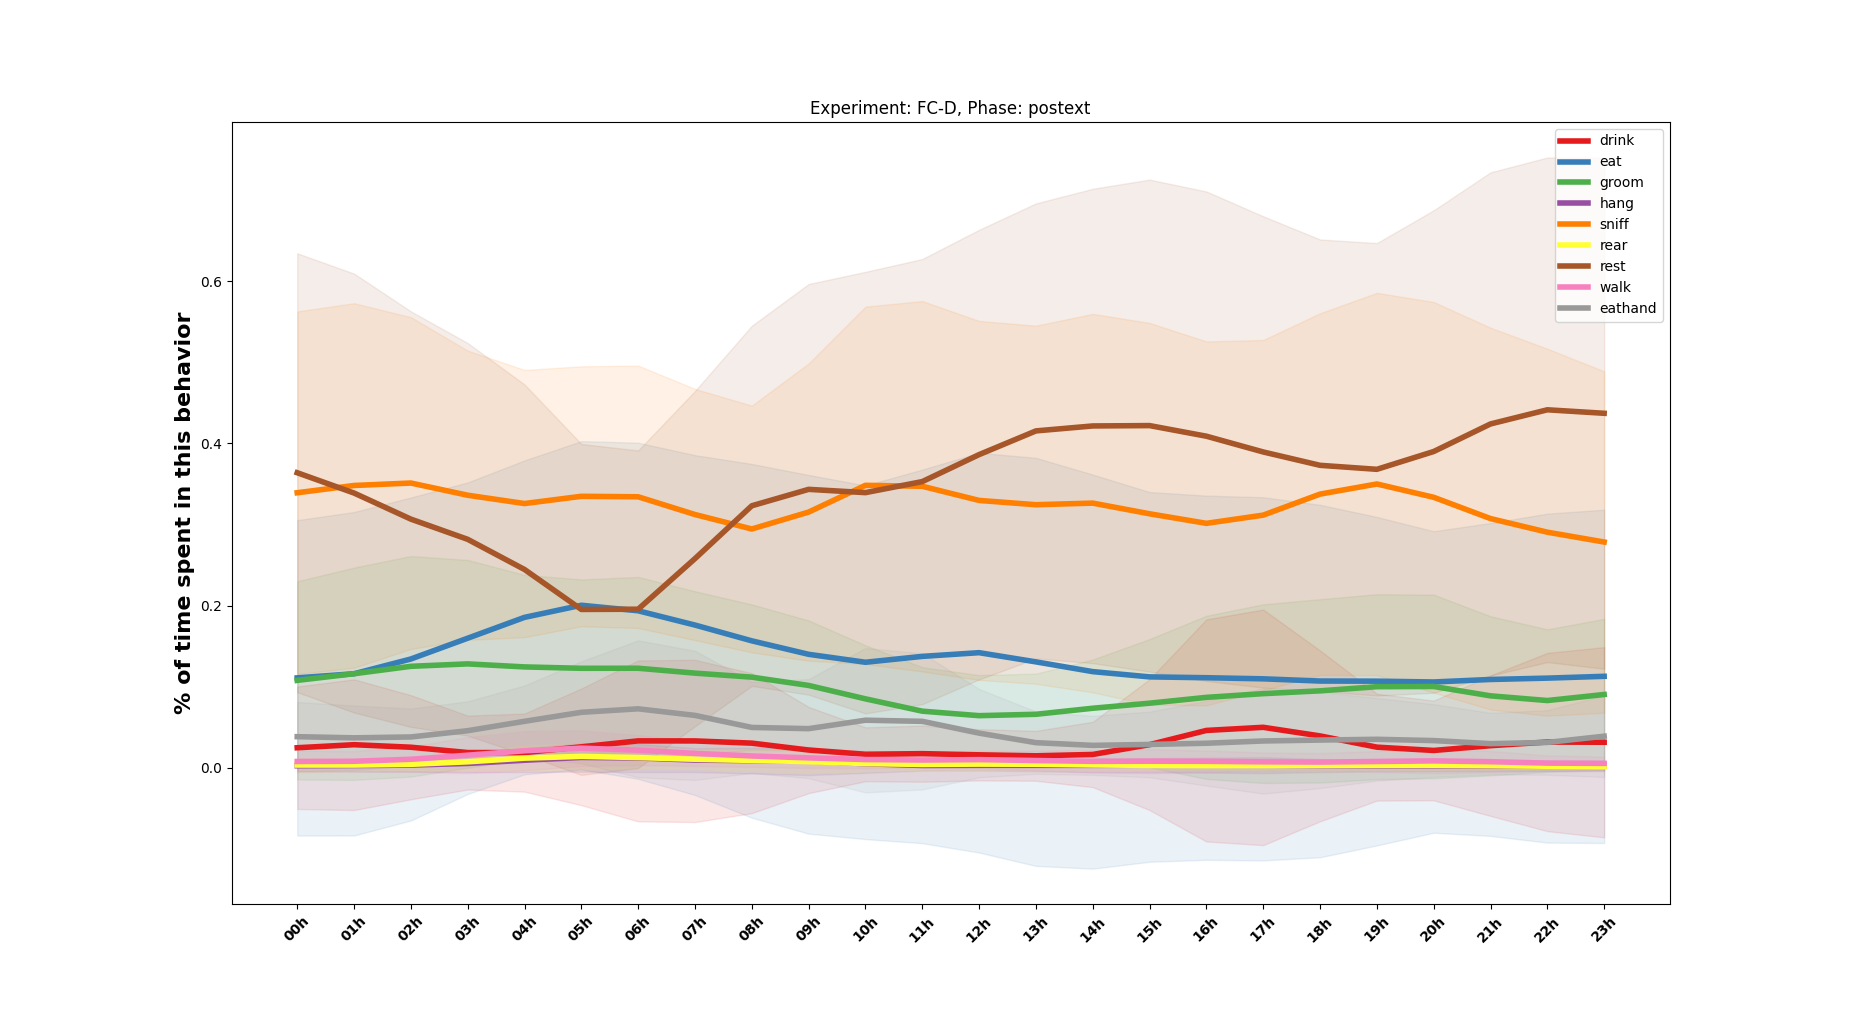 Experiment: FC-D, Phase: postext
drink
eat
groom
hang
sniff
rear
rest
walk
eathand
% of time spent in this behavior
0.6
0.4
0.2
0.0
00h 01h 02h 03h 04h 05h 06h 07h 08h 09h 10h 11h 12h 13h 14h 15h 16h 17h 18h 19h 20h 21h 22h 23h